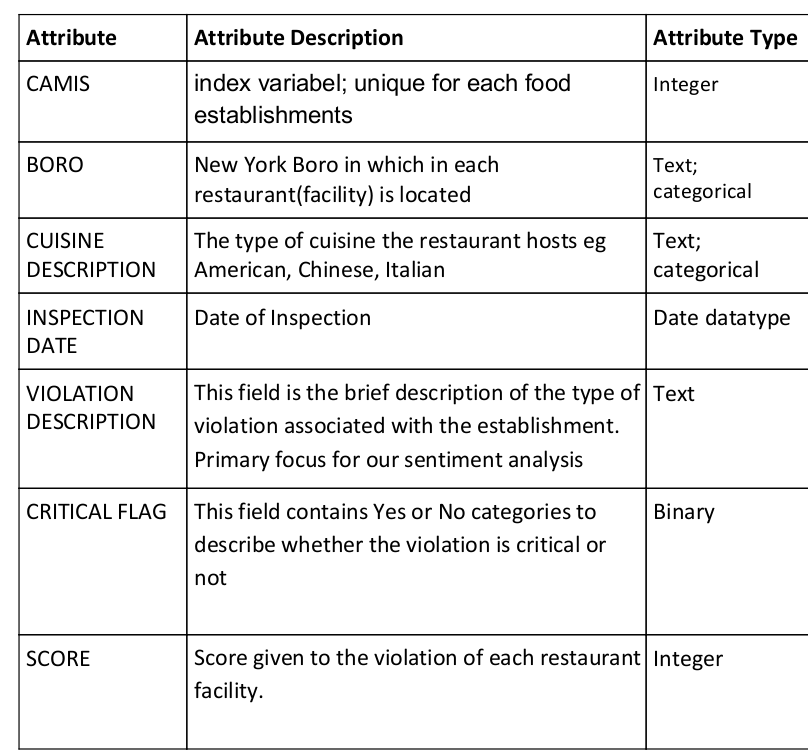 Attribute Attribute Description Attribute Type
CAMIS index variabel; unique for each food Integer
establishments
BORO New York Boro in which in each Text;
restaurant(facility) is located categorical
CUISINE The type of cuisine the restaurant hosts eg Text;
DESCRIPTION American, Chinese, Italian categorical
INSPECTION Date of Inspection Date datatype
DATE
VIOLATION This field is the brief description of the type of Text
DESCRIPTION violation associated with the establishment.
Primary focus for our sentiment analysis
CRITICAL FLAG This field contains Yes or No categories to Binary
describe whether the violation is critical or
not
SCORE Score given to the violation of each restaurant Integer
facility.